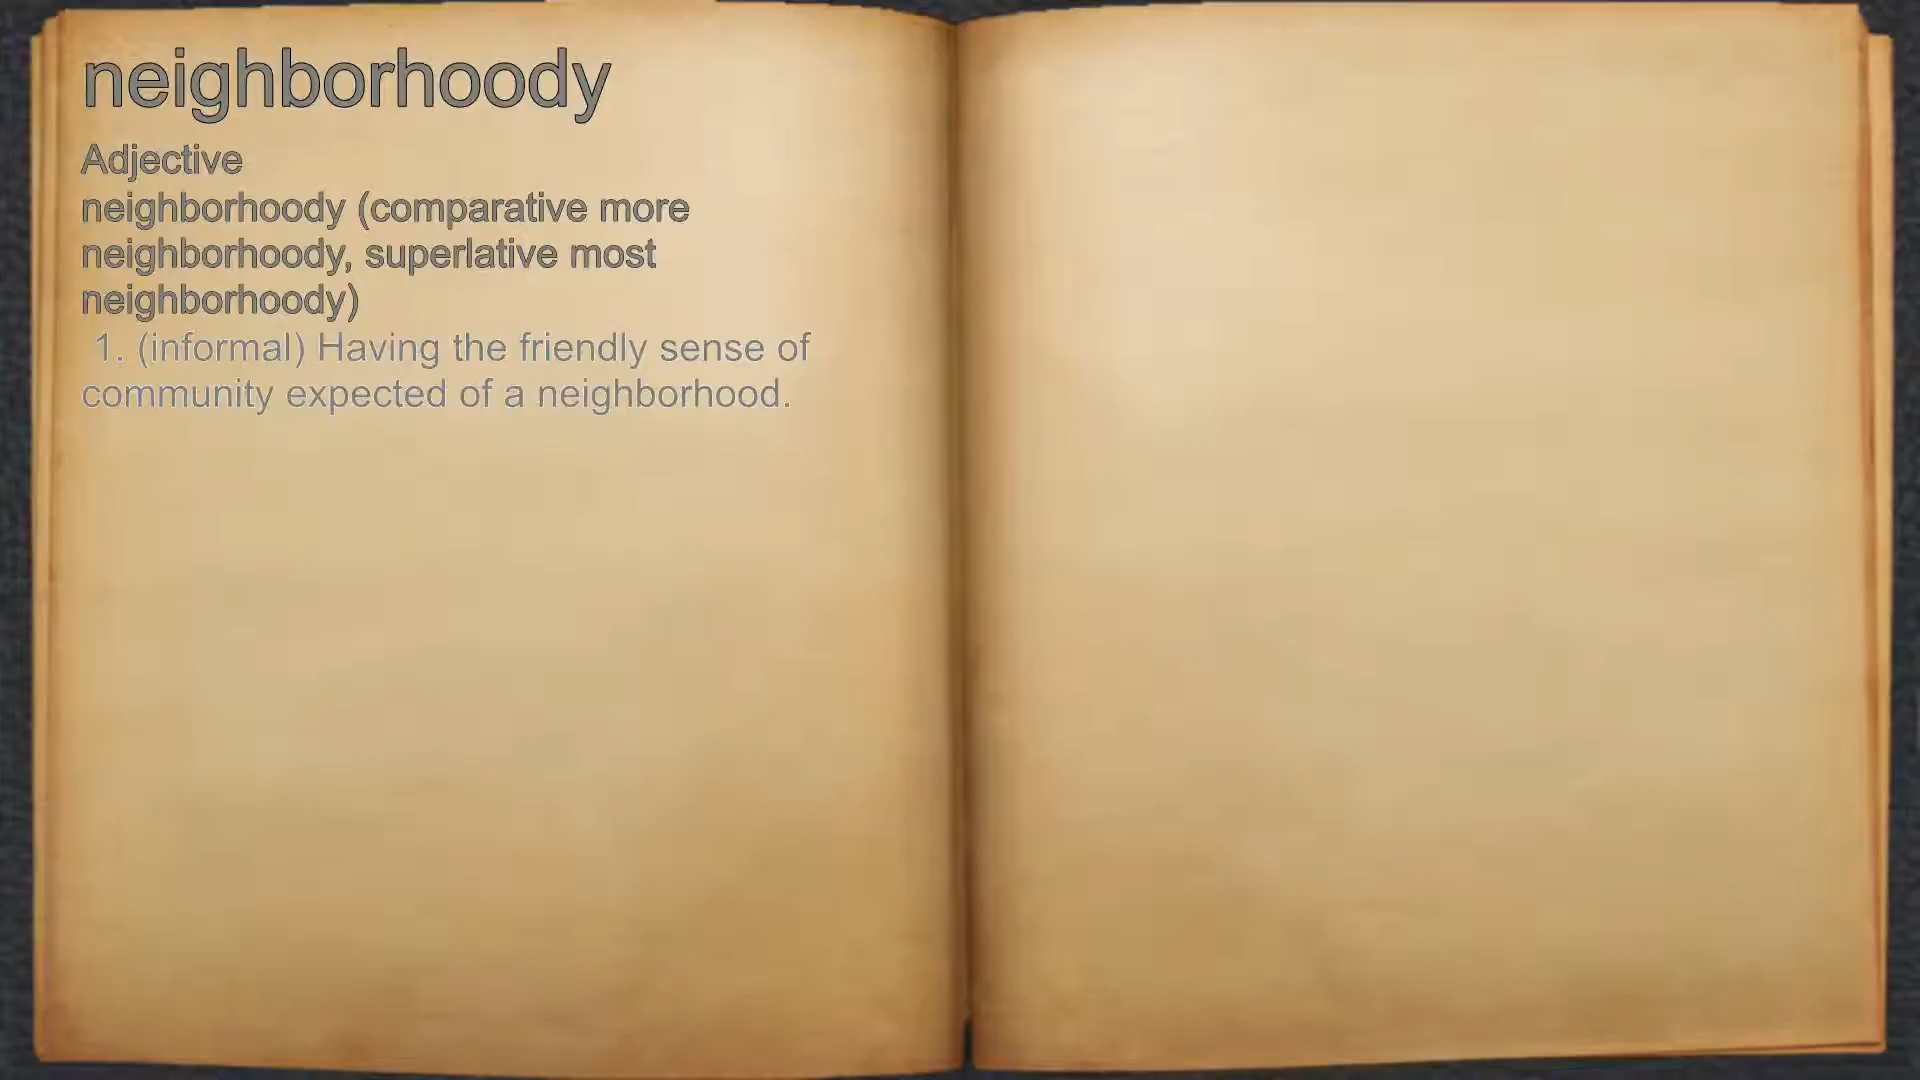 neighborhoody
Adjective
neighborhoody (comparative more
neighborhoody, superlative most
neighborhoody)
1. (informal) Having the friendly sense of
community expected of a neighborhood.